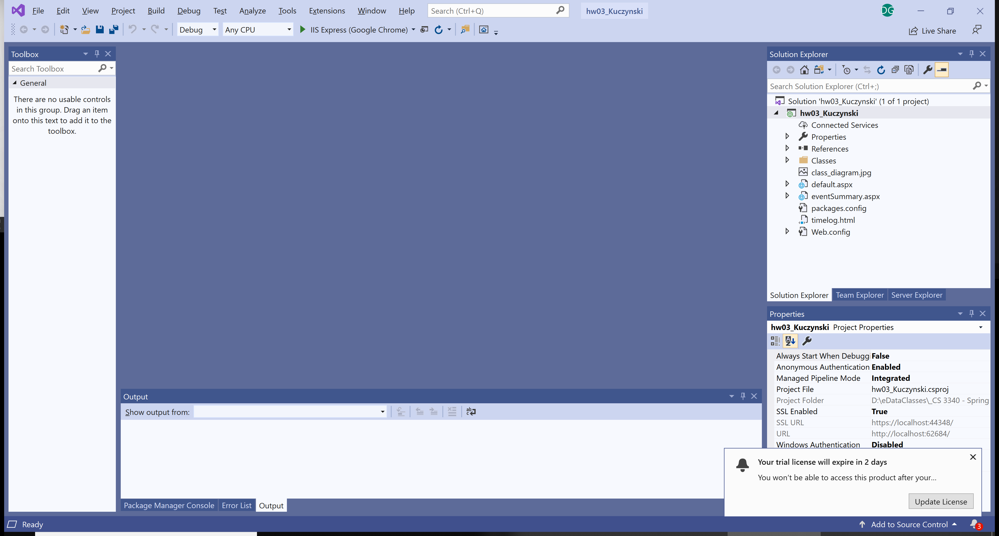 File Edit View Project Build Debug Test Analyze Tools Extensions Window Help Search (Ctrl+Q) hw03_Kuczynski DG
Debug Any CPU IIS Express (Google Chrome) Live Share
Toolbox
Search Toolbox
General
There are no usable controls
in this group. Drag an item
onto this text to add it to the
toolbox.
Solution Explorer
Search Solution Explorer (Ctrl+;)
Solution 'hw03_Kuczynski' (1 of 1 project)
hw03_Kuczynski
Connected Services
Properties
References
Classes
class_diagram.jpg
default.aspx
eventSummary.aspx
packages.config
timelog.html
Web.config
Solution Explorer Team Explorer Server Explorer
Properties
hw03_Kuczynski Project Properties
Always Start When Debuggi False
Anonymous Authentication Enabled
Managed Pipeline Mode Integrated
Project File hw03_Kuczynski.csproj
Project Folder D:\eDataClasses\_CS 3340 - Spring
SSL Enabled True
SSL URL https://localhost:44348/
URL http://localhost:62684/
Windows Authentication Disabled
Output
Show output from:
Package Manager Console Error List Output
Your trial license will expire in 2 days
You won't be able to access this product after your...
Update License
Ready Add to Source Control 3